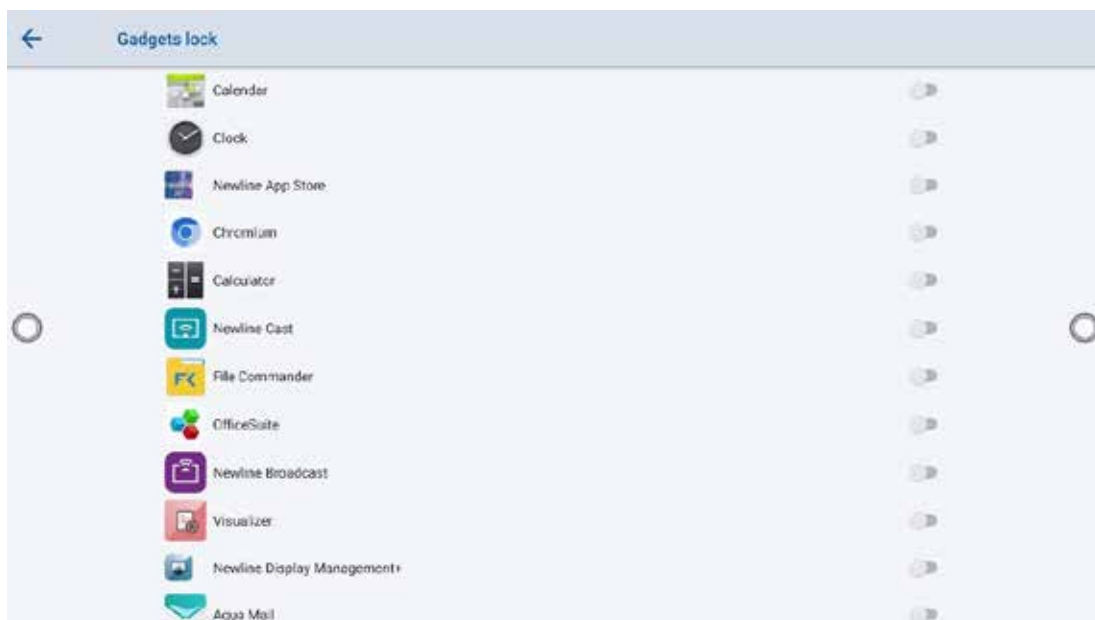 Gadgets lock
Calendar
Clock
Newline App Store
Chromium
Calculator
Newline Cast
File Commander
OfficeSuite
Newline Broadcast
Visualizer
Newline Display Management+
Aqua Mail